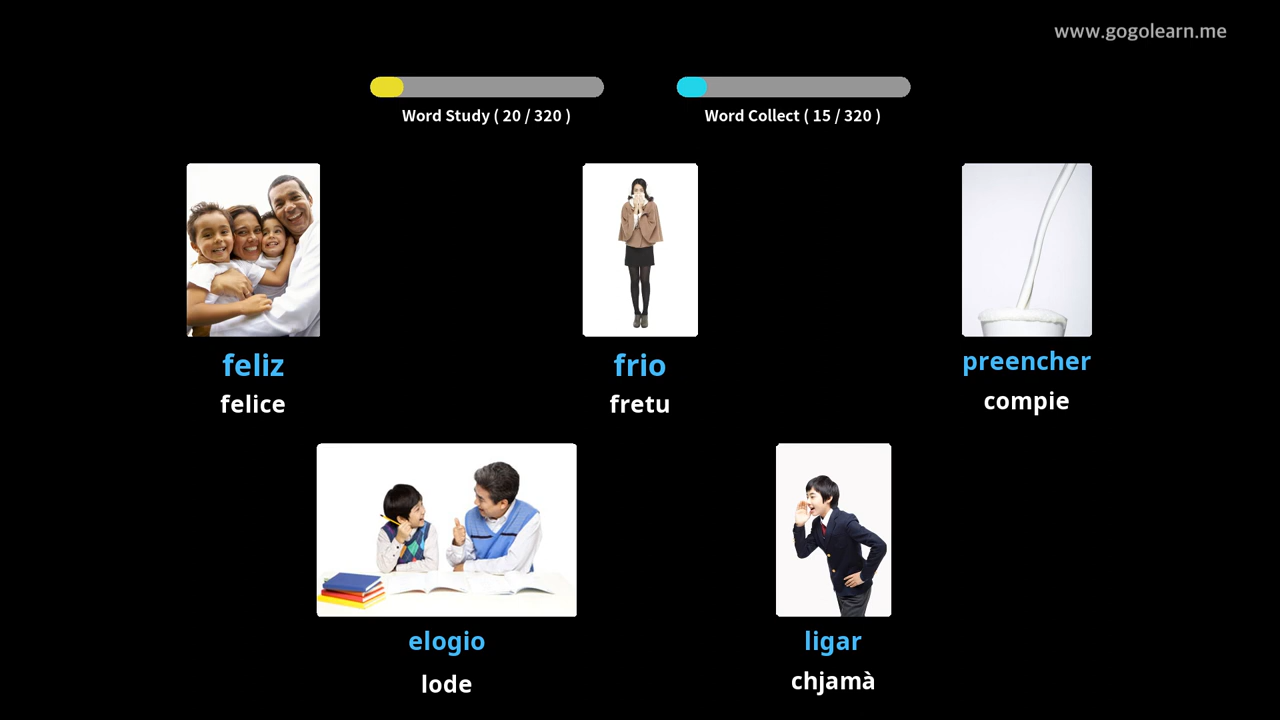 www.gogolearn.me
Word Study ( 20 / 320 )
Word Collect ( 15 / 320 )
feliz
felice
frio
fretu
preencher
compie
elogio
lode
ligar
chjamà